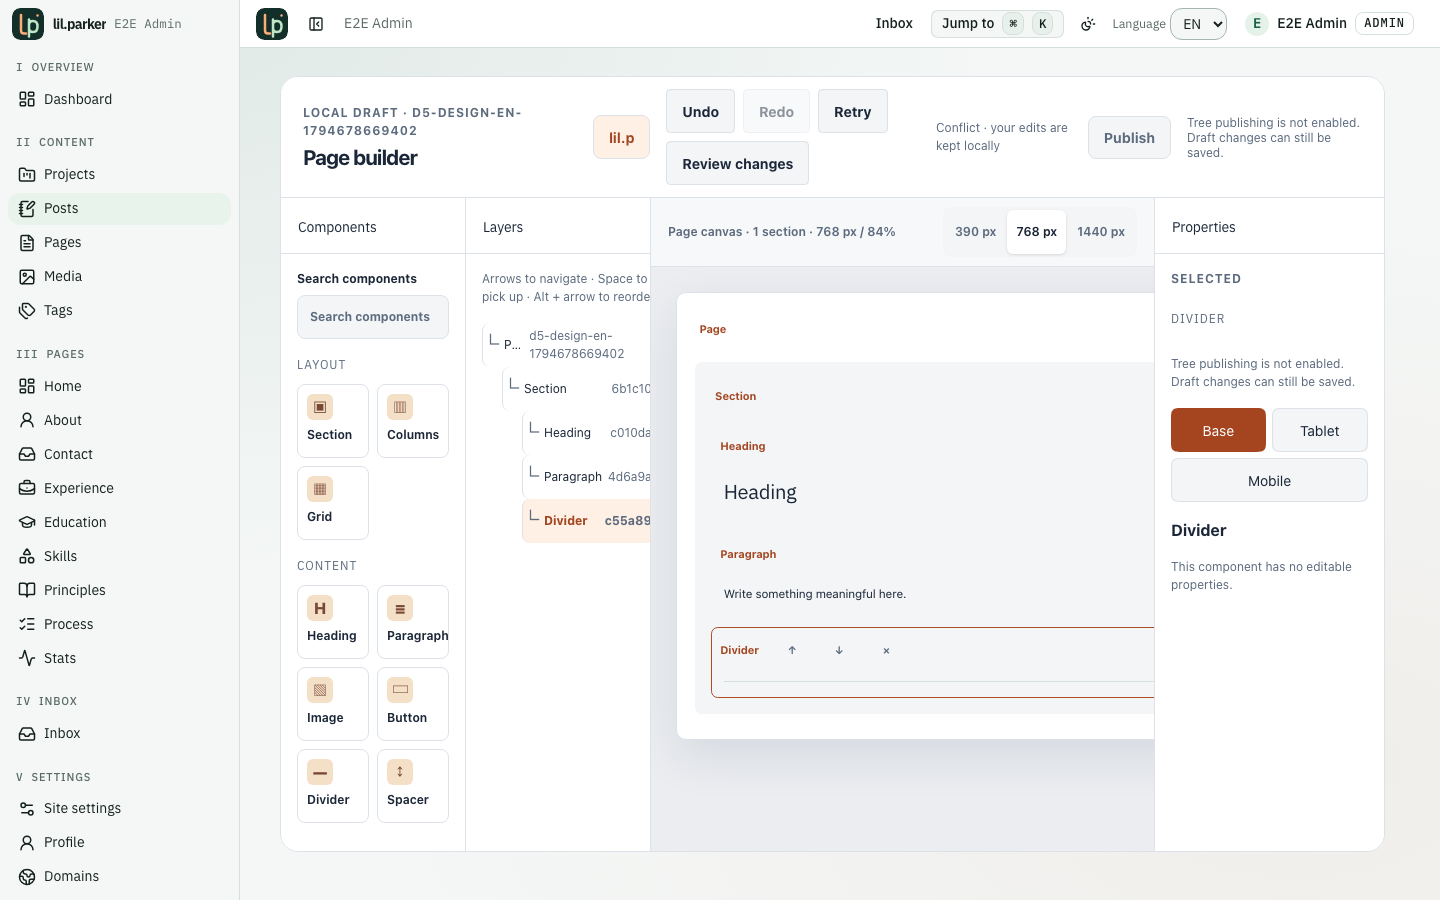 lil.parker E2E Admin
I OVERVIEW
Dashboard
II CONTENT
Projects
Posts
Pages
Media
Tags
III PAGES
Home
About
Contact
Experience
Education
Skills
Principles
Process
Stats
IV INBOX
Inbox
V SETTINGS
Site settings
Profile
Domains
lp
E2E Admin
Inbox
Jump to ⌘ K
Language EN
E E2E Admin ADMIN
LOCAL DRAFT · D5-DESIGN-EN-
1794678669402
Page builder
lil.p
Undo
Redo
Retry
Review changes
Conflict · your edits are
kept locally
Publish
Tree publishing is not enabled.
Draft changes can still be
saved.
Components
Search components
Search components
LAYOUT
Section
Columns
Grid
CONTENT
H
Heading
Paragraph
Image
Button
Divider
Spacer
Layers
Arrows to navigate · Space to
pick up · Alt + arrow to reorde
P... d5-design-en-
1794678669402
Section 6b1c10
Heading c010da
Paragraph 4d6a9a
Divider c55a89
Page canvas · 1 section · 768 px / 84%
390 px 768 px 1440 px
Page
Section
Heading
Heading
Paragraph
Write something meaningful here.
Divider ↑ ↓ ×
Properties
SELECTED
DIVIDER
Tree publishing is not enabled.
Draft changes can still be saved.
Base
Tablet
Mobile
Divider
This component has no editable
properties.